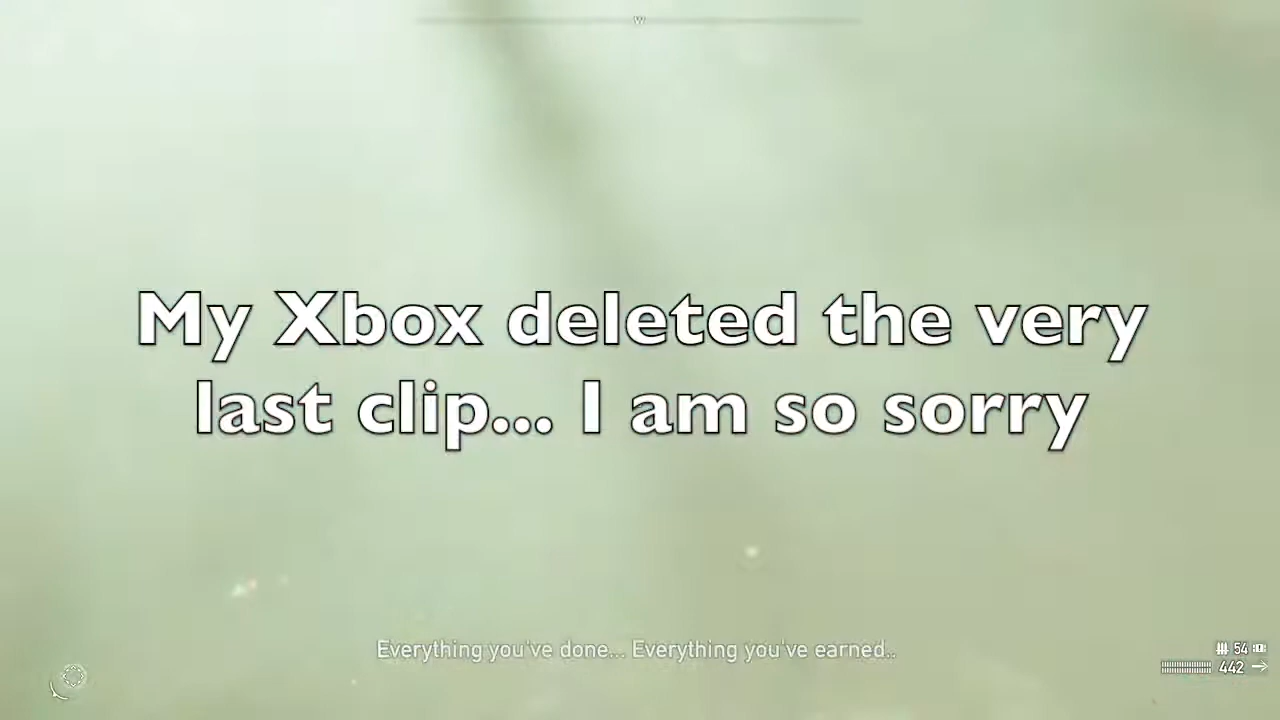 W
My Xbox deleted the very
last clip... I am so sorry
Everything you've done... Everything you've earned..
54
442